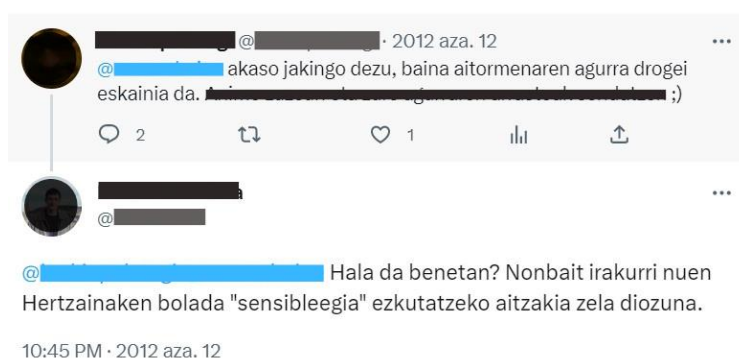 @ · 2012 aza. 12
@ akaso jakingo dezu, baina aitormenaren agurra drogei
eskainia da. ;)
2 1
@
@ Hala da benetan? Nonbait irakurri nuen
Hertzainaken bolada "sensibleegia" ezkutatzeko aitzakia zela diozuna.
10:45 PM · 2012 aza. 12